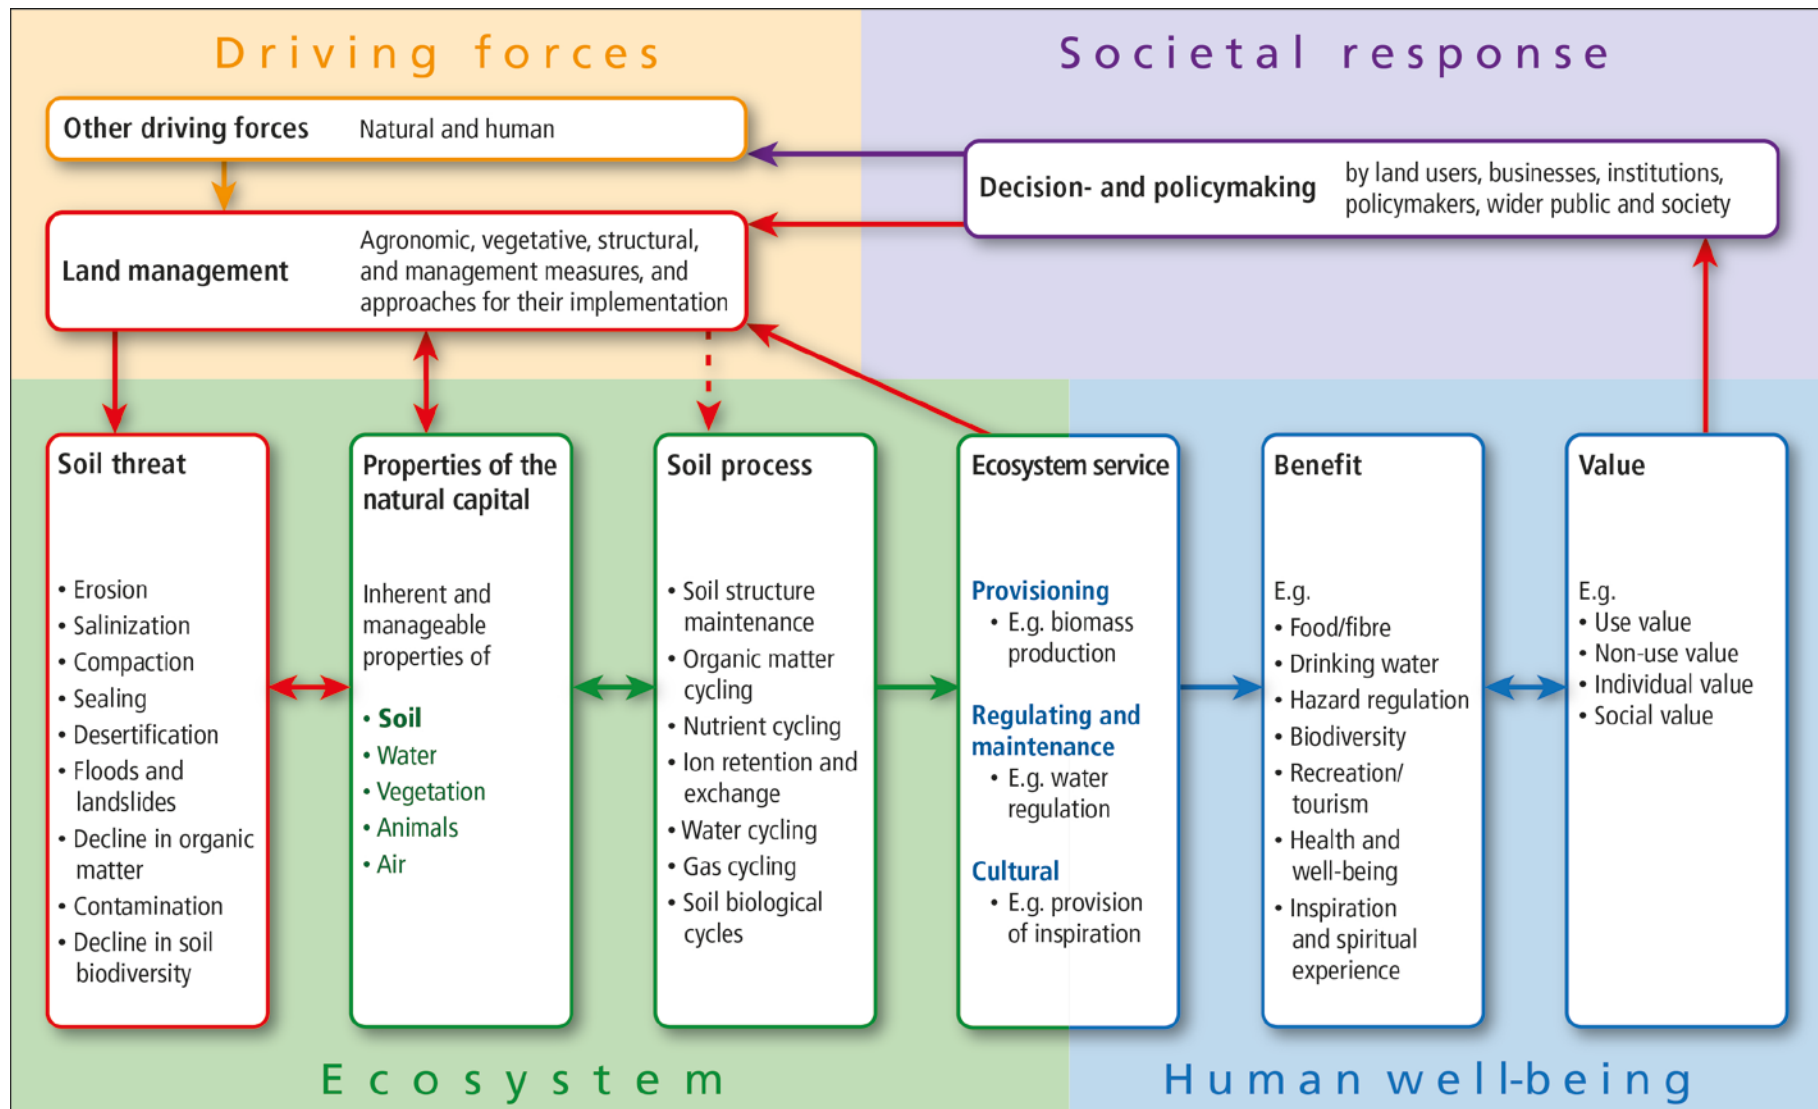 Driving forces
Societal response
Other driving forces
Natural and human
Decision- and policymaking
by land users, businesses, institutions,
policymakers, wider public and society
Land management
Agronomic, vegetative, structural,
and management measures, and
approaches for their implementation
Soil threat
• Erosion
• Salinization
• Compaction
• Sealing
• Desertification
• Floods and
landslides
• Decline in organic
matter
• Contamination
• Decline in soil
biodiversity
Properties of the
natural capital
Inherent and
manageable
properties of
• Soil
• Water
• Vegetation
• Animals
• Air
Soil process
• Soil structure
maintenance
• Organic matter
cycling
• Nutrient cycling
• Ion retention and
exchange
• Water cycling
• Gas cycling
• Soil biological
cycles
Ecosystem service
Provisioning
• E.g. biomass
production
Regulating and
maintenance
• E.g. water
regulation
Cultural
• E.g. provision
of inspiration
Benefit
E.g.
• Food/fibre
• Drinking water
• Hazard regulation
• Biodiversity
• Recreation/
tourism
• Health and
well-being
• Inspiration
and spiritual
experience
Value
E.g.
• Use value
• Non-use value
• Individual value
• Social value
Ecosystem
Human well-being